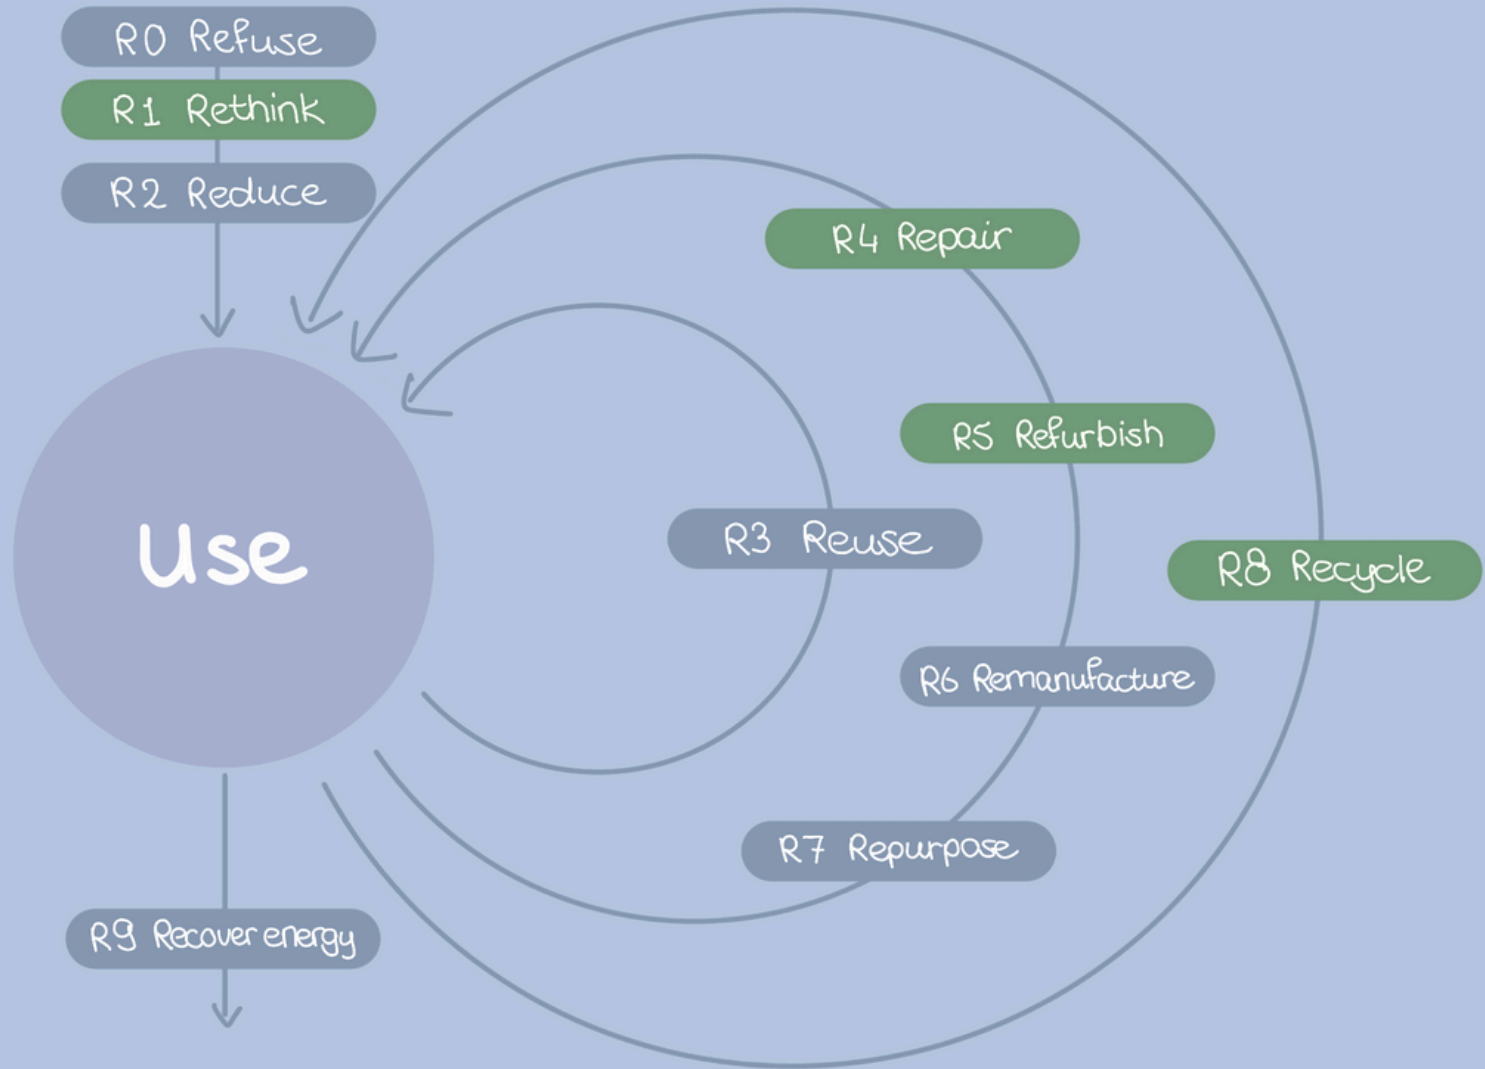 R0 Refuse
R1 Rethink
R2 Reduce
R4 Repair
R5 Refurbish
Use
R3 Reuse
R8 Recycle
R6 Remanufacture
R7 Repurpose
R9 Recover energy